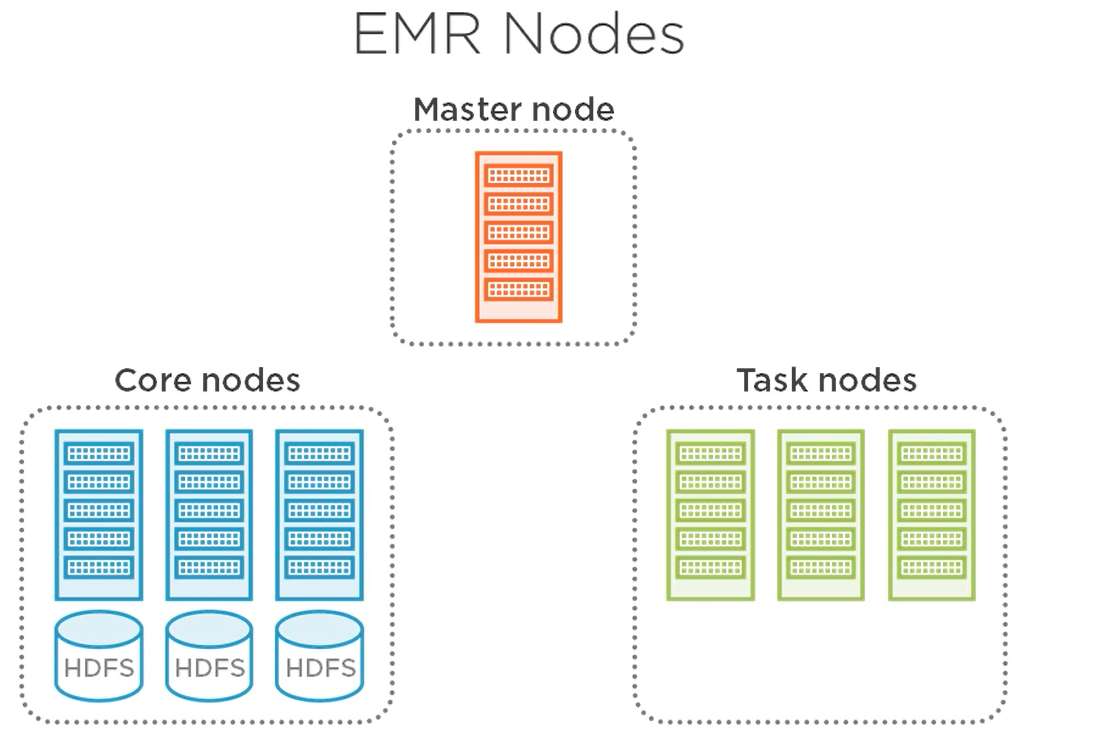 EMR Nodes
Master node
Core nodes
Task nodes
HDFS HDFS HDFS